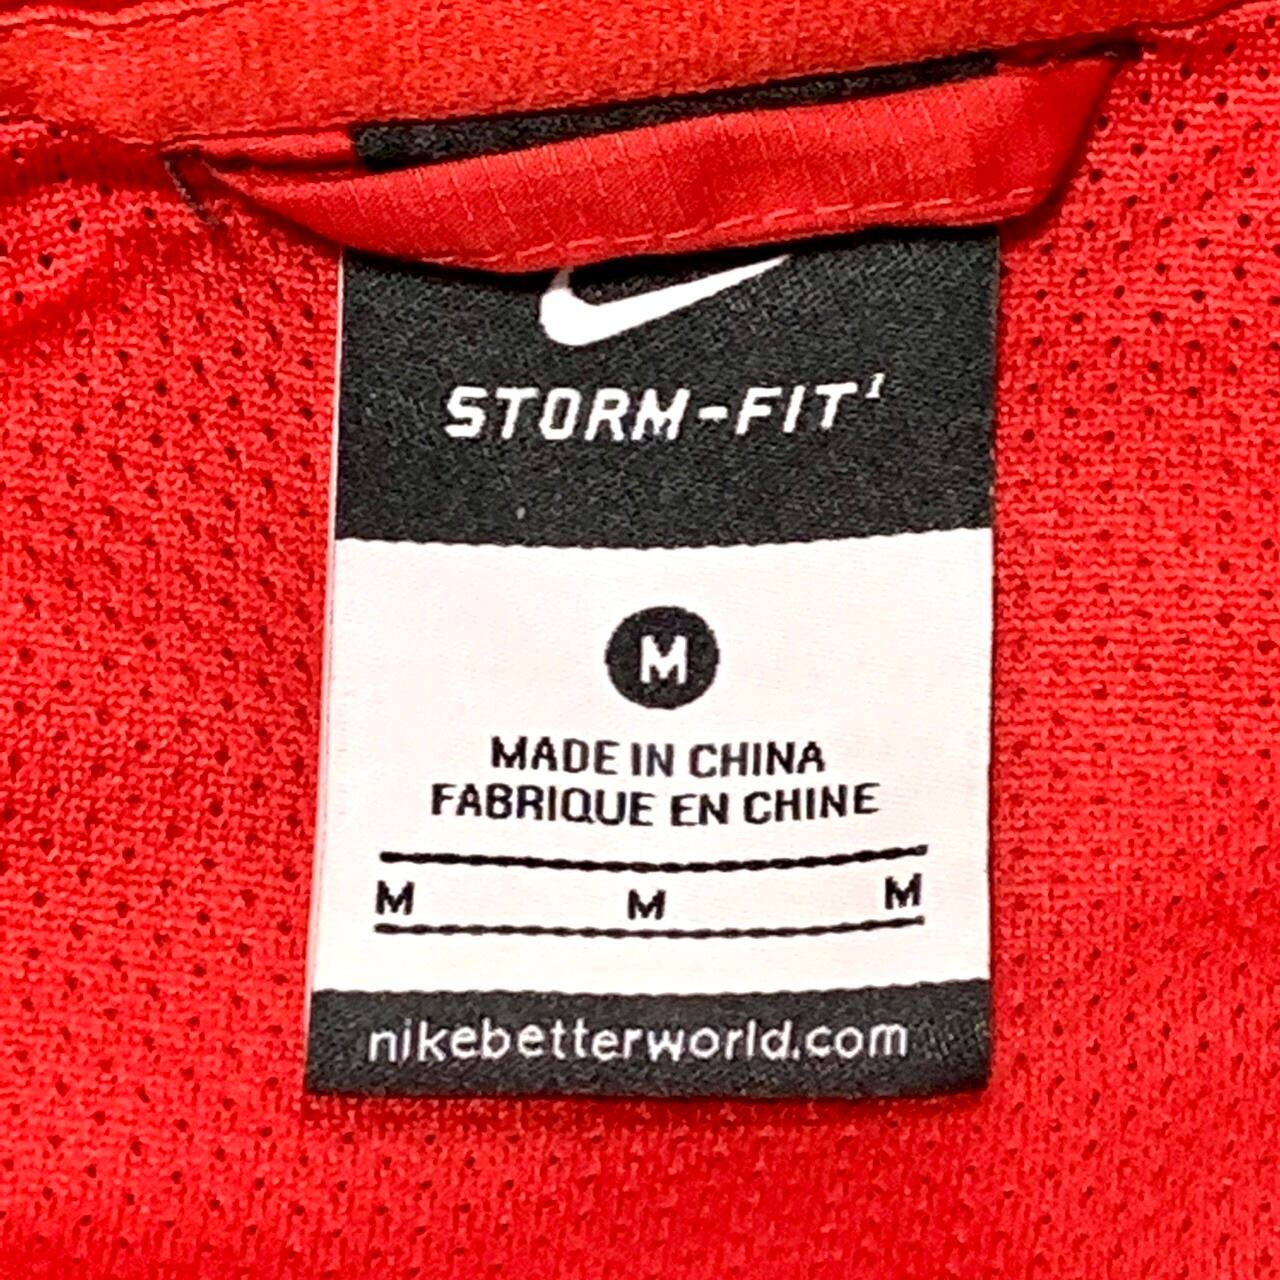 STORM-FIT¹
M
MADE IN CHINA
FABRIQUE EN CHINE
M M M
nikebetterworld.com